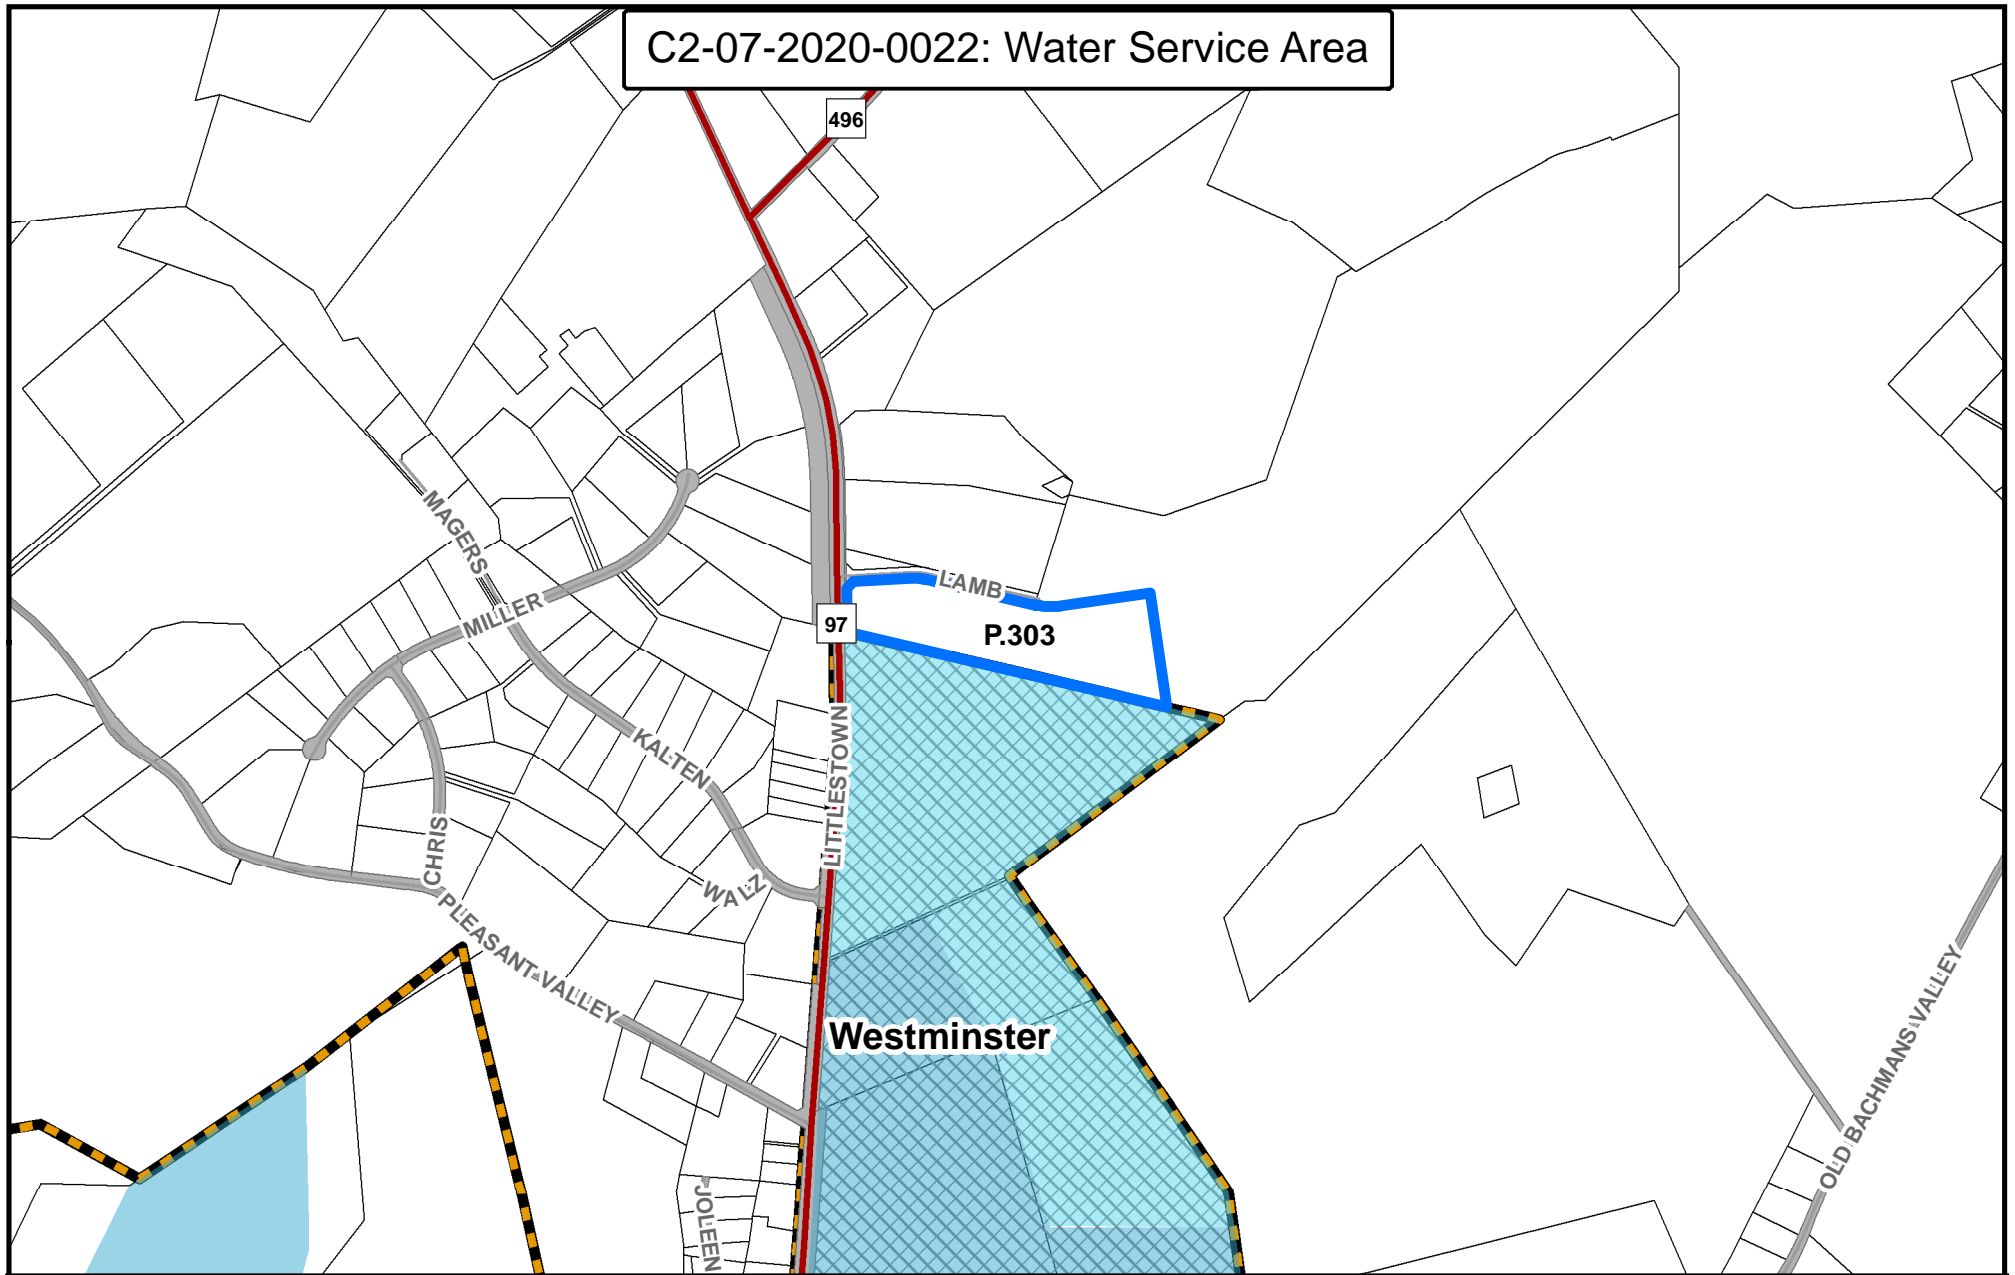 C2-07-2020-0022: Water Service Area
496
MAGERS
LAMB
MILLER
97
P.303
KALTEN
LITTLESTOWN
CHRIS
WALZ
PLEASANT VALLEY
Westminster
OLD BACHMANS VALLEY
JOLEEN